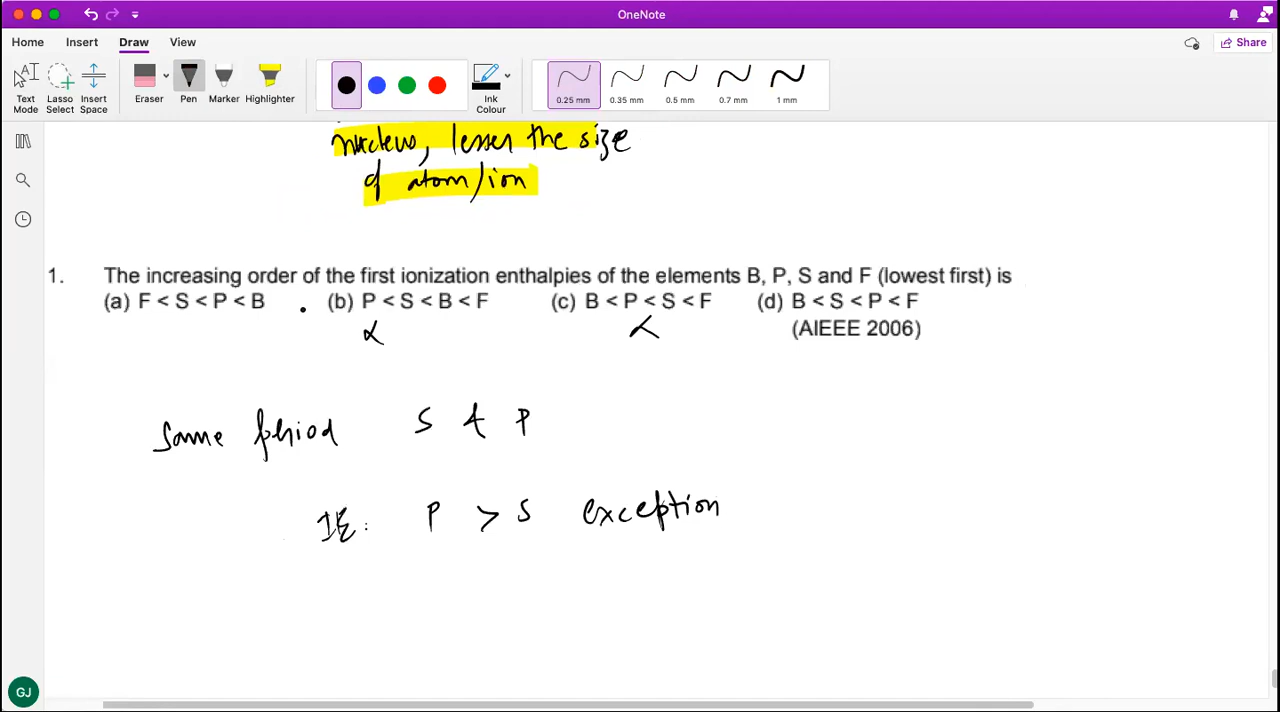 OneNote
Home Insert Draw View
Share
Text Mode
Lasso Select
Insert Space
Eraser
Pen
Marker
Highlighter
Ink Colour
0.25 mm
0.35 mm
0.5 mm
0.7 mm
1 mm
nucleus, lesser the size
of atom/ion
1. The increasing order of the first ionization enthalpies of the elements B, P, S and F (lowest first) is
(a) F < S < P < B (b) P < S < B < F (c) B < P < S < F (d) B < S < P < F
(AIEEE 2006)
Same period S & P
IE: P > S exception
GJ